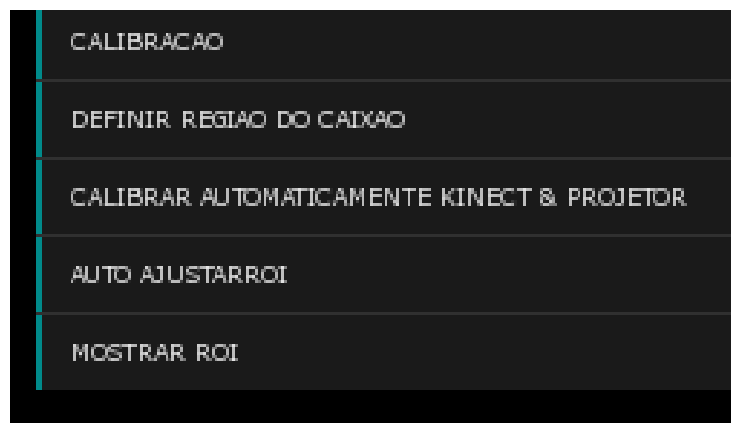 CALIBRACAO
DEFINIR REGIAO DO CAIXAO
CALIBRAR AUTOMATICAMENTE KINECT & PROJETOR
AUTO AJUSTARROI
MOSTRAR ROI